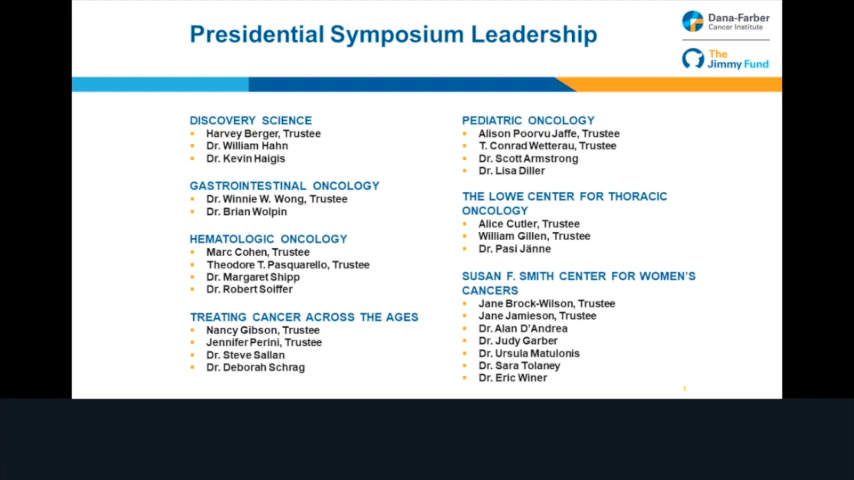 Presidential Symposium Leadership
Dana-Farber
Cancer Institute
The
Jimmy Fund
DISCOVERY SCIENCE
Harvey Berger, Trustee
Dr. William Hahn
Dr. Kevin Haigis
GASTROINTESTINAL ONCOLOGY
Dr. Winnie W. Wong, Trustee
Dr. Brian Wolpin
HEMATOLOGIC ONCOLOGY
Marc Cohen, Trustee
Theodore T. Pasquarello, Trustee
Dr. Margaret Shipp
Dr. Robert Soiffer
TREATING CANCER ACROSS THE AGES
Nancy Gibson, Trustee
Jennifer Perini, Trustee
Dr. Steve Sallan
Dr. Deborah Schrag
PEDIATRIC ONCOLOGY
Alison Poorvu Jaffe, Trustee
T. Conrad Wetterau, Trustee
Dr. Scott Armstrong
Dr. Lisa Diller
THE LOWE CENTER FOR THORACIC
ONCOLOGY
Alice Cutler, Trustee
William Gillen, Trustee
Dr. Pasi Jänne
SUSAN F. SMITH CENTER FOR WOMEN'S
CANCERS
Jane Brock-Wilson, Trustee
Jane Jamieson, Trustee
Dr. Alan D'Andrea
Dr. Judy Garber
Dr. Ursula Matulonis
Dr. Sara Tolaney
Dr. Eric Winer
1